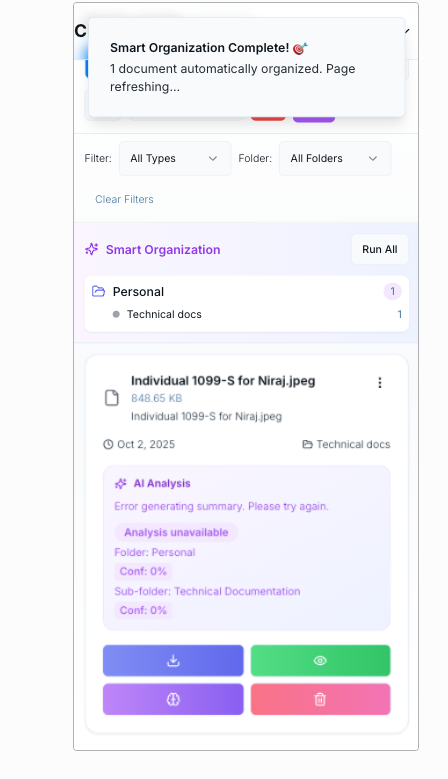 C
Smart Organization Complete! 🎯
1 document automatically organized. Page
refreshing...
Filter:
All Types
Folder:
All Folders
Clear Filters
Smart Organization
Run All
Personal
1
Technical docs
1
Individual 1099-S for Niraj.jpeg
848.65 KB
Individual 1099-S for Niraj.jpeg
Oct 2, 2025
Technical docs
AI Analysis
Error generating summary. Please try again.
Analysis unavailable
Folder: Personal
Conf: 0%
Sub-folder: Technical Documentation
Conf: 0%